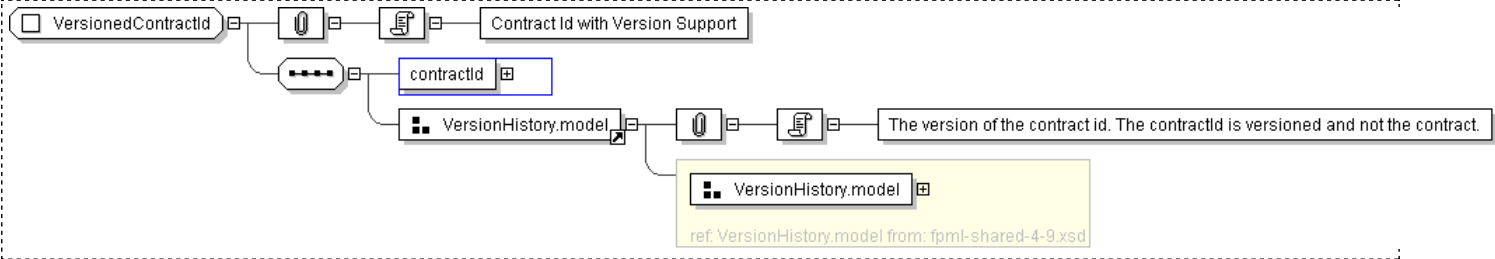 VersionedContractId
Contract Id with Version Support
contractId
VersionHistory.model
The version of the contract id. The contractId is versioned and not the contract.
VersionHistory.model
ref: VersionHistory.model from: fpml-shared-4-9.xsd